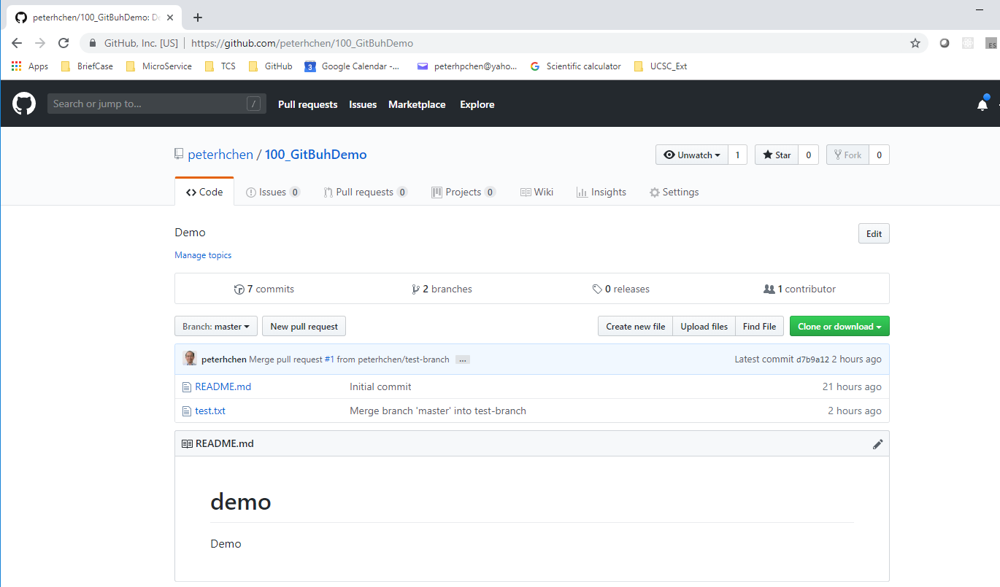 peterhchen/100_GitBuhDemo: De
GitHub, Inc. [US] | https://github.com/peterhchen/100_GitBuhDemo
Apps BriefCase MicroService TCS GitHub 3 Google Calendar -... peterhpchen@yaho... G Scientific calculator UCSC_Ext
ES
Search or jump to... / Pull requests Issues Marketplace Explore
peterhchen / 100_GitBuhDemo Unwatch 1 Star 0 Fork 0
Code Issues 0 Pull requests 0 Projects 0 Wiki Insights Settings
Demo Edit
Manage topics
7 commits 2 branches 0 releases 1 contributor
Branch: master New pull request Create new file Upload files Find File Clone or download
peterhchen Merge pull request #1 from peterhchen/test-branch ... Latest commit d7b9a12 2 hours ago
README.md Initial commit 21 hours ago
test.txt Merge branch 'master' into test-branch 2 hours ago
README.md
demo
Demo